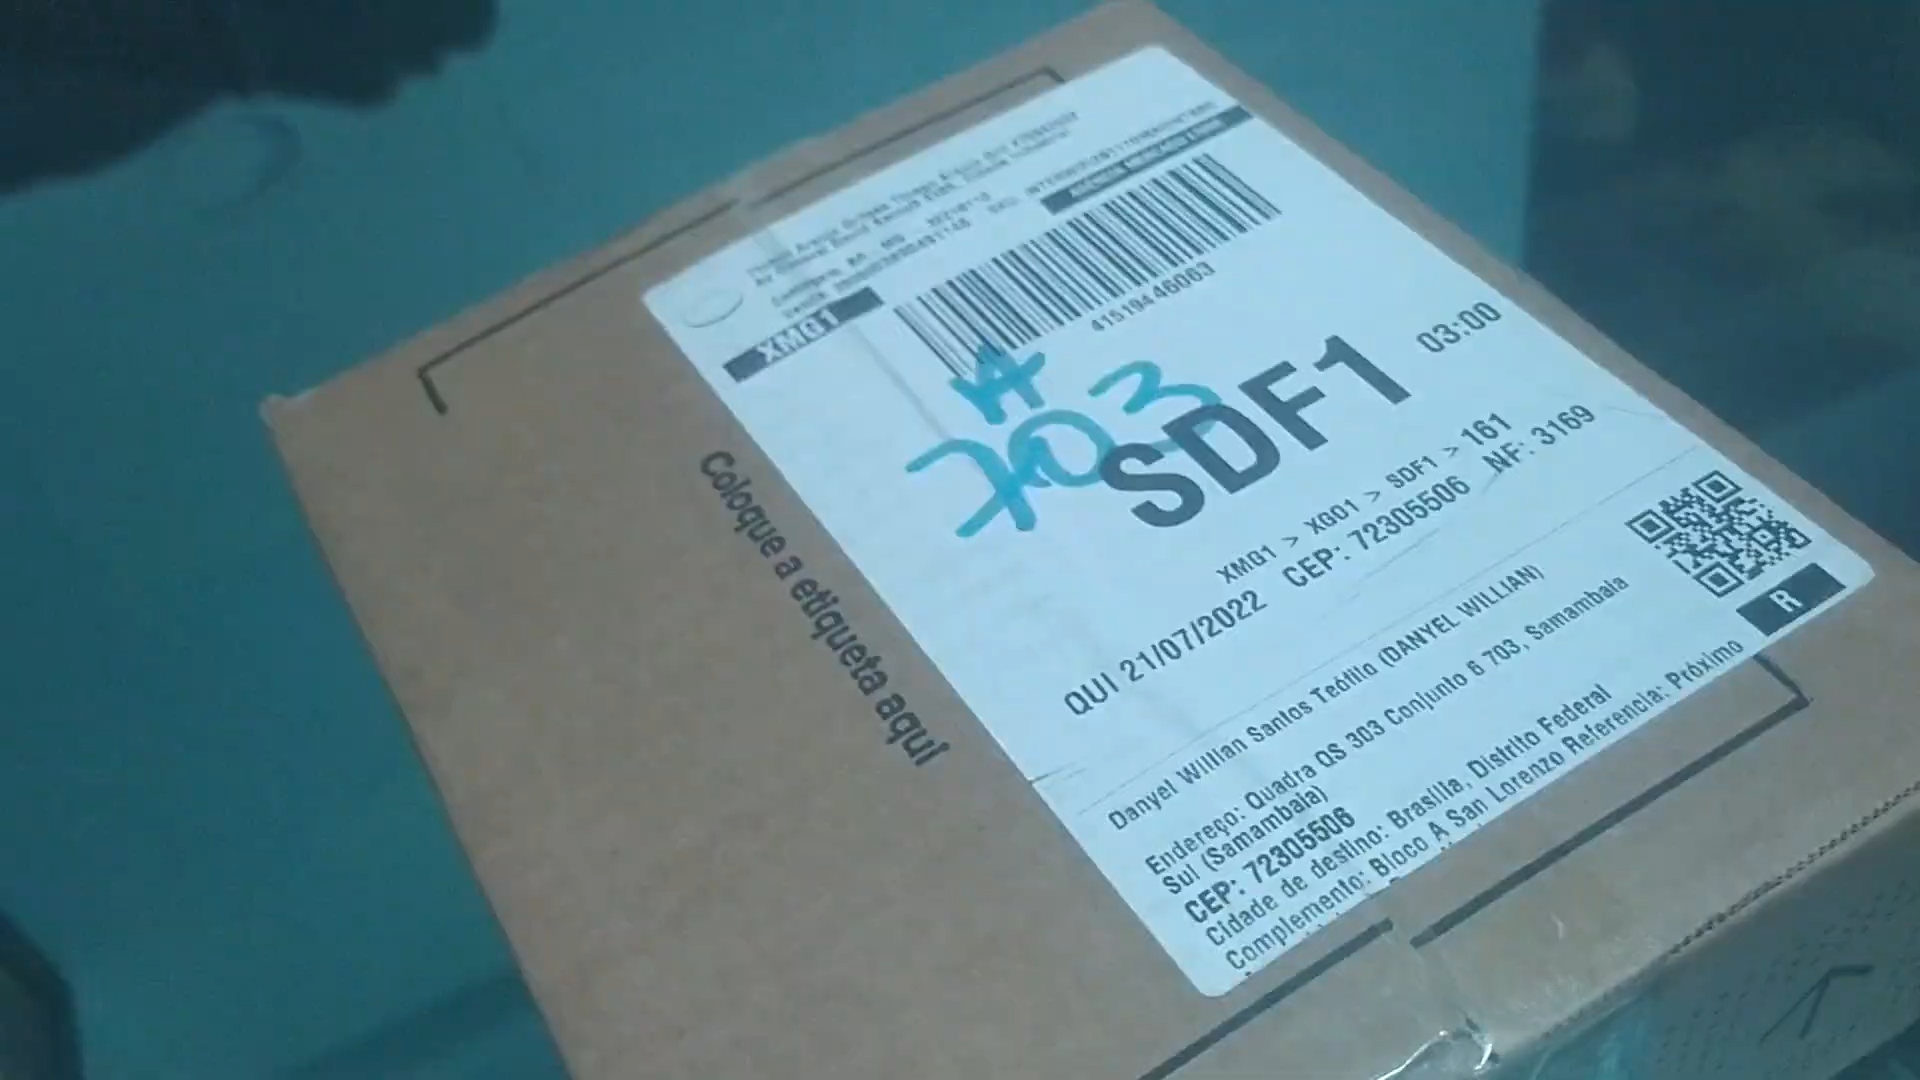 XMG1
41519446063
A
703
SDF1
03:00
XMG1 > XGO1 > SDF1 > 161
QUI 21/07/2022 CEP: 72305506 NF: 3169
Danyel Willian Santos Teófilo (DANYEL WILLIAN)
Endereço: Quadra QS 303 Conjunto 6 703, Samambaia
Sul (Samambaia)
CEP: 72305506
Cidade de destino: Brasília, Distrito Federal
Complemento: Bloco A San Lorenzo Referencia: Próximo
R
Coloque a etiqueta aqui